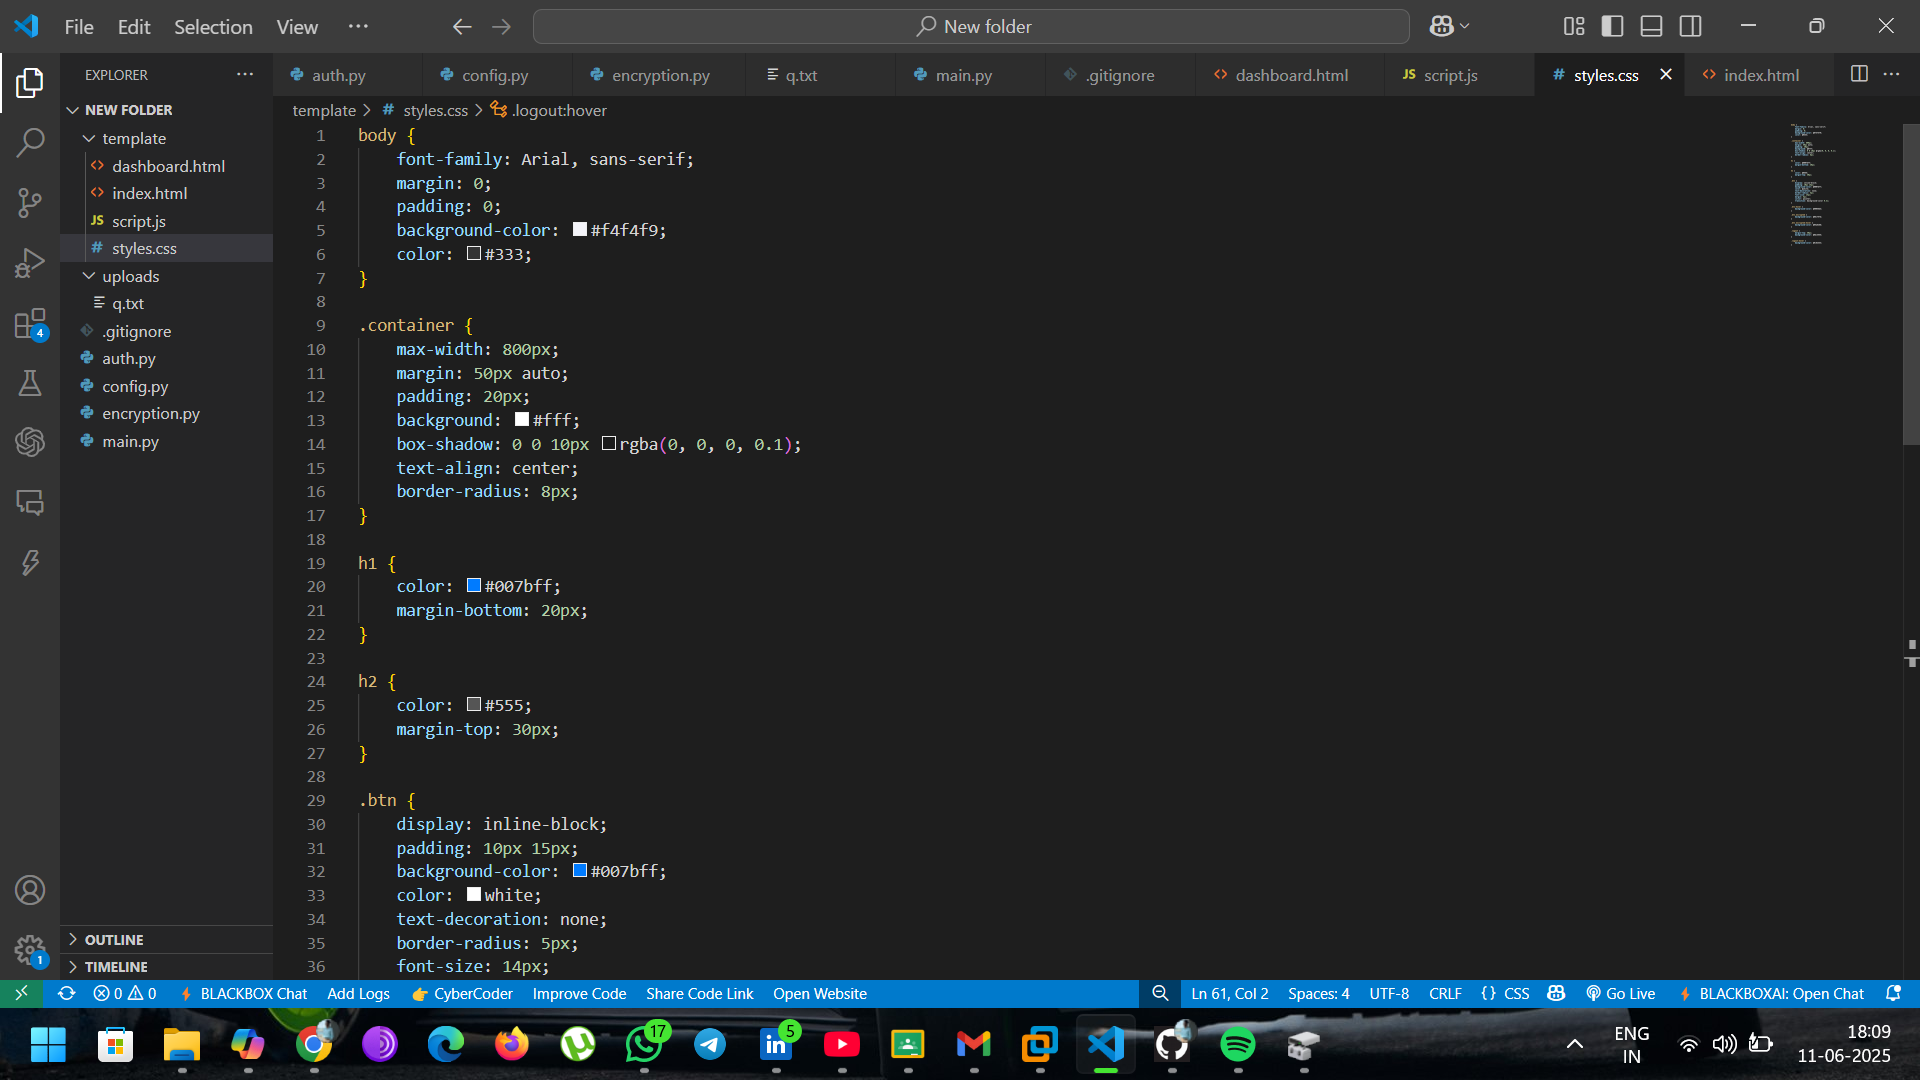 File Edit Selection View ··· New folder
EXPLORER ···
NEW FOLDER
template
dashboard.html
index.html
JS script.js
# styles.css
uploads
q.txt
.gitignore
auth.py
config.py
encryption.py
main.py
OUTLINE
TIMELINE
4
1
auth.py config.py encryption.py q.txt main.py .gitignore dashboard.html JS script.js # styles.css index.html ···
template > # styles.css > .logout:hover
1 body {
2 font-family: Arial, sans-serif;
3 margin: 0;
4 padding: 0;
5 background-color: #f4f4f9;
6 color: #333;
7 }
8
9 .container {
10 max-width: 800px;
11 margin: 50px auto;
12 padding: 20px;
13 background: #fff;
14 box-shadow: 0 0 10px rgba(0, 0, 0, 0.1);
15 text-align: center;
16 border-radius: 8px;
17 }
18
19 h1 {
20 color: #007bff;
21 margin-bottom: 20px;
22 }
23
24 h2 {
25 color: #555;
26 margin-top: 30px;
27 }
28
29 .btn {
30 display: inline-block;
31 padding: 10px 15px;
32 background-color: #007bff;
33 color: white;
34 text-decoration: none;
35 border-radius: 5px;
36 font-size: 14px;
0 0 BLACKBOX Chat Add Logs CyberCoder Improve Code Share Code Link Open Website Ln 61, Col 2 Spaces: 4 UTF-8 CRLF {} CSS Go Live BLACKBOXAI: Open Chat
17 5 ENG 18:09
IN 11-06-2025